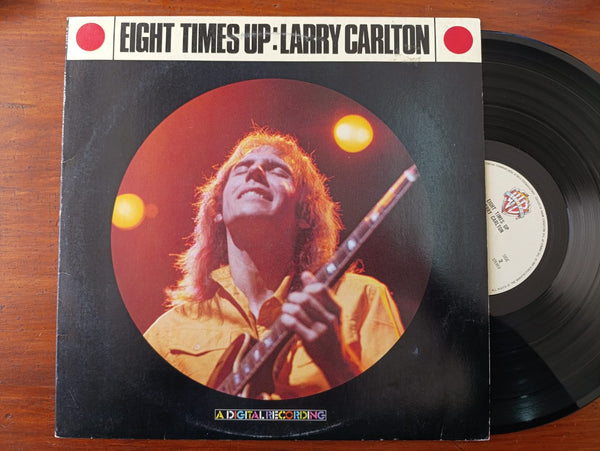 EIGHT TIMES UP:LARRY CARLTON
A DIGITAL RECORDING
EIGHT TIMES UP
LARRY CARLTON